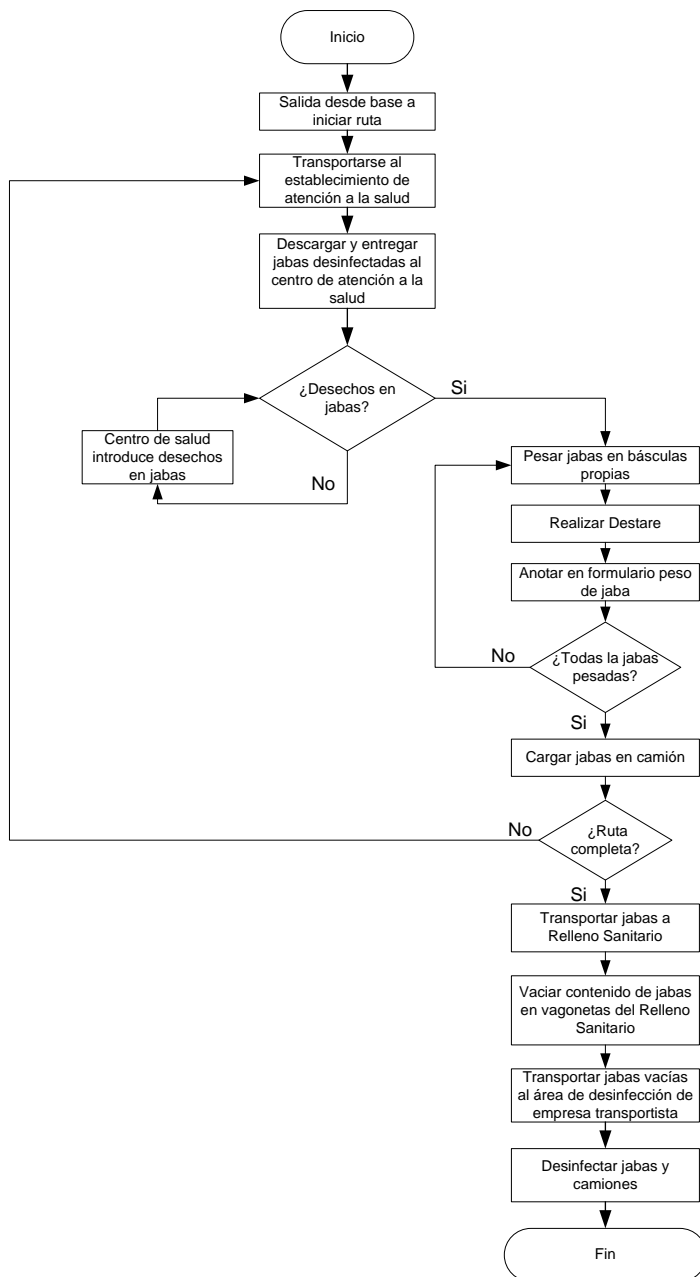 Inicio
Salida desde base a
iniciar ruta
Transportarse al
establecimiento de
atención a la salud
Descargar y entregar
jabas desinfectadas al
centro de atención a la
salud
¿Desechos en
jabas?
Si
No
Centro de salud
introduce desechos
en jabas
Pesar jabas en básculas
propias
Realizar Destare
Anotar en formulario peso
de jaba
¿Todas la jabas
pesadas?
No
Si
Cargar jabas en camión
¿Ruta
completa?
No
Si
Transportar jabas a
Relleno Sanitario
Vaciar contenido de jabas
en vagonetas del Relleno
Sanitario
Transportar jabas vacías
al área de desinfección de
empresa transportista
Desinfectar jabas y
camiones
Fin